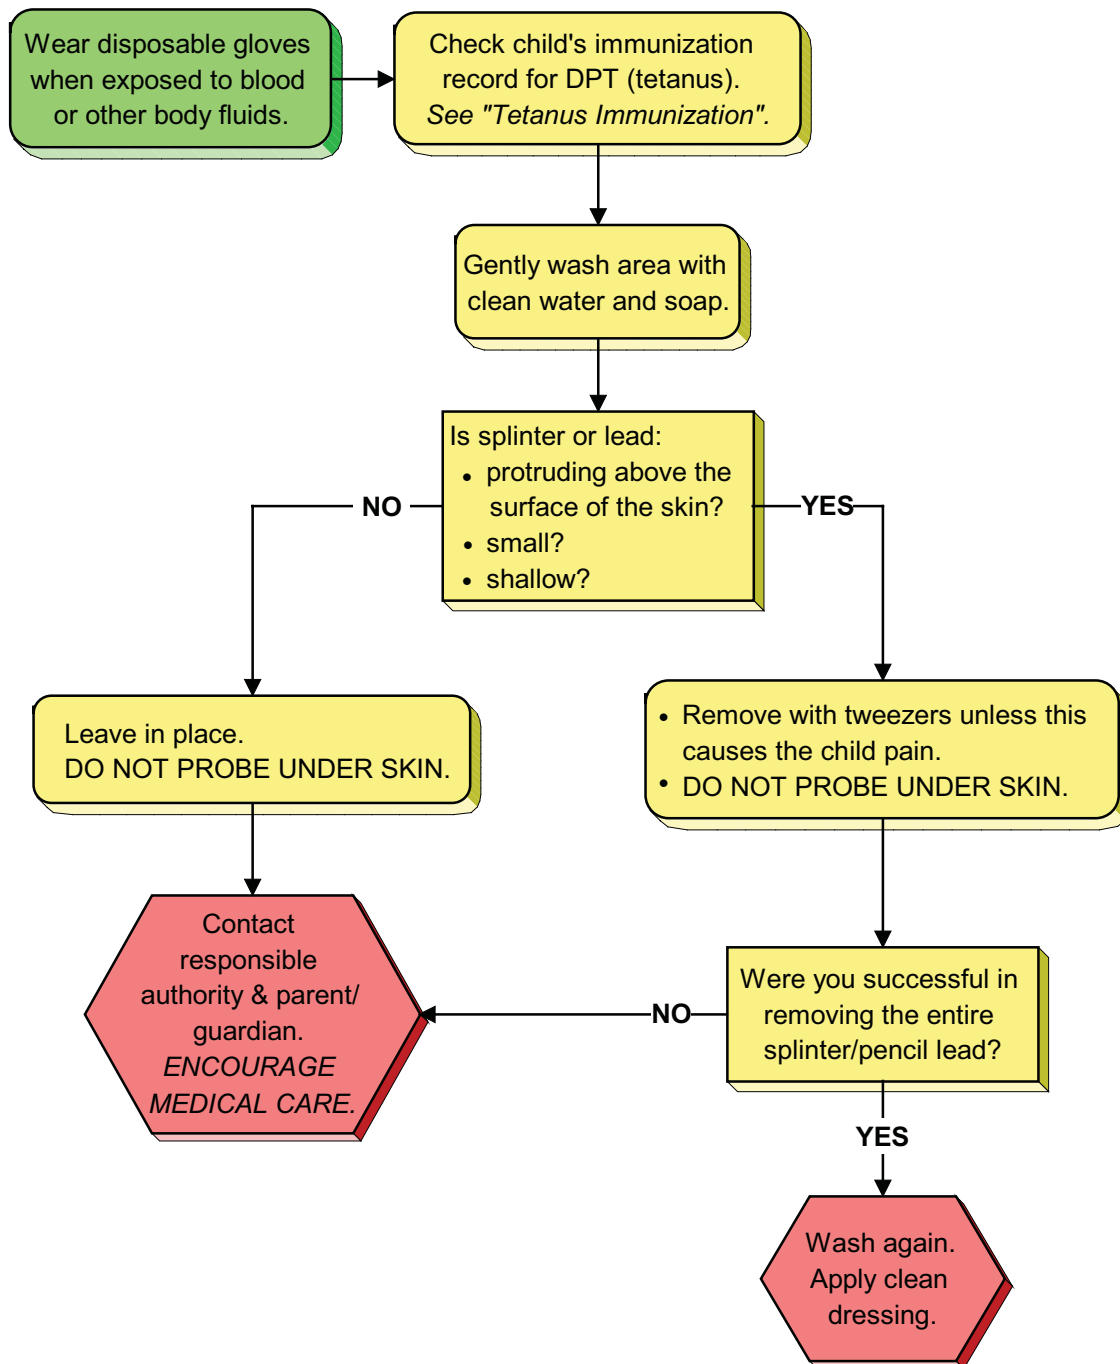 Wear disposable gloves
when exposed to blood
or other body fluids.
Check child's immunization
record for DPT (tetanus).
See "Tetanus Immunization".
Gently wash area with
clean water and soap.
Is splinter or lead:
• protruding above the
surface of the skin?
• small?
• shallow?
NO
YES
Leave in place.
DO NOT PROBE UNDER SKIN.
• Remove with tweezers unless this
causes the child pain.
• DO NOT PROBE UNDER SKIN.
Contact
responsible
authority & parent/
guardian.
ENCOURAGE
MEDICAL CARE.
Were you successful in
removing the entire
splinter/pencil lead?
NO
YES
Wash again.
Apply clean
dressing.